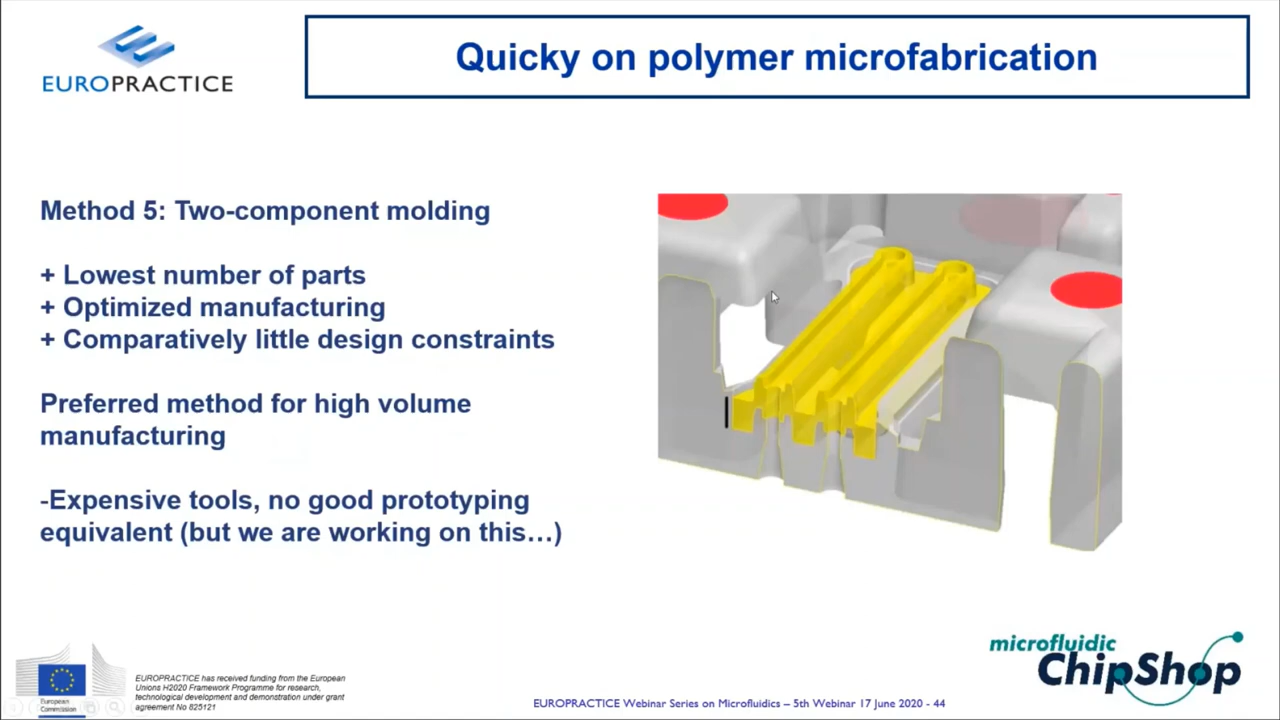 EUROPRACTICE
Quicky on polymer microfabrication
Method 5: Two-component molding
+ Lowest number of parts
+ Optimized manufacturing
+ Comparatively little design constraints
Preferred method for high volume
manufacturing
-Expensive tools, no good prototyping
equivalent (but we are working on this…)
European
Commission
EUROPRACTICE has received funding from the European
Unions H2020 Framework Programme for research,
technological development and demonstration under grant
agreement No 825121
EUROPRACTICE Webinar Series on Microfluidics – 5th Webinar 17 June 2020 - 44
microfluidic
ChipShop